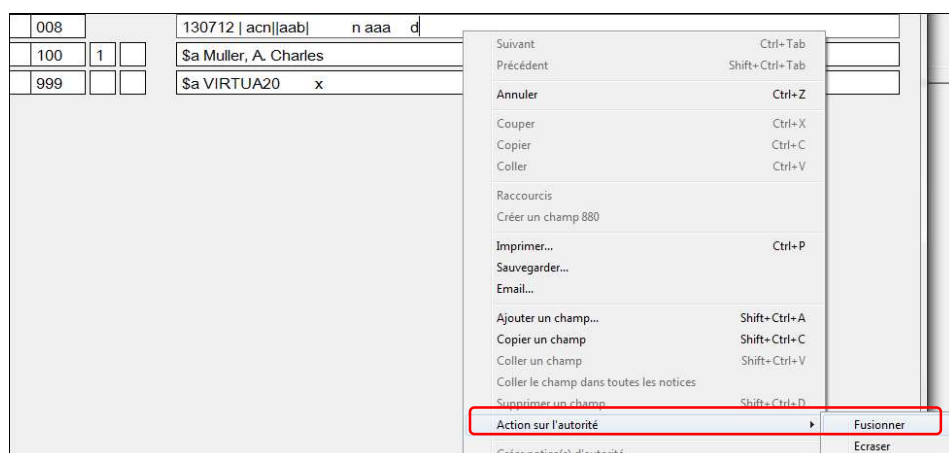 008 130712 | acn||aab| n aaa d
100 1 $a Muller, A. Charles
999 $a VIRTUA20 x
Suivant Ctrl+Tab
Précédent Shift+Ctrl+Tab
Annuler Ctrl+Z
Couper Ctrl+X
Copier Ctrl+C
Coller Ctrl+V
Raccourcis
Créer un champ 880
Imprimer... Ctrl+P
Sauvegarder...
Email...
Ajouter un champ... Shift+Ctrl+A
Copier un champ Shift+Ctrl+C
Coller un champ Shift+Ctrl+V
Coller le champ dans toutes les notices
Supprimer un champ Shift+Ctrl+D
Action sur l'autorité Fusionner
Créer notice(s) d'autorité Ecraser